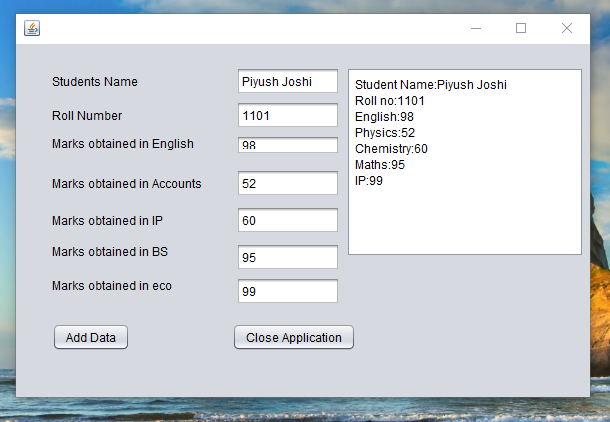 Students Name Piyush Joshi
Roll Number 1101
Marks obtained in English 98
Marks obtained in Accounts 52
Marks obtained in IP 60
Marks obtained in BS 95
Marks obtained in eco 99
Student Name:Piyush Joshi
Roll no:1101
English:98
Physics:52
Chemistry:60
Maths:95
IP:99
Add Data Close Application